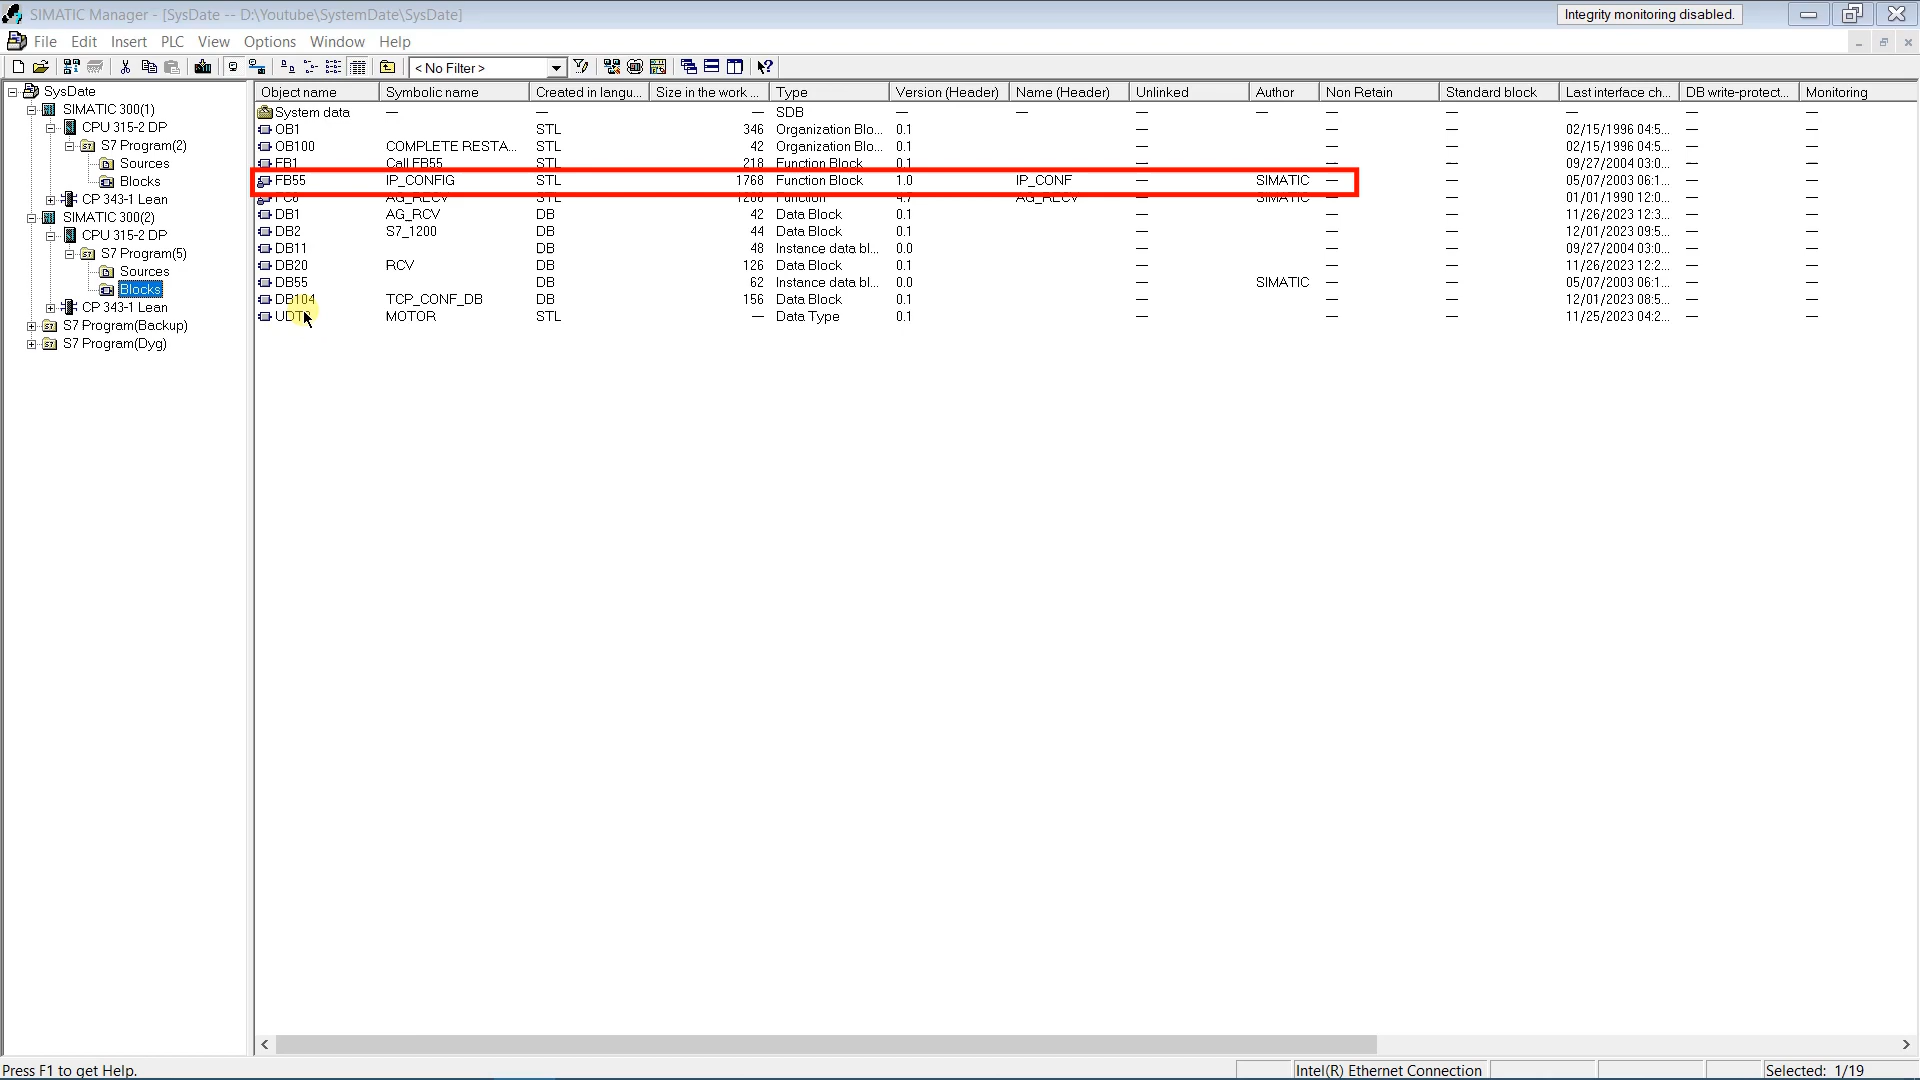 SIMATIC Manager - [SysDate -- D:\Youtube\SystemDate\SysDate]
Integrity monitoring disabled.
File Edit Insert PLC View Options Window Help
< No Filter >
SysDate
SIMATIC 300(1)
CPU 315-2 DP
S7 Program(2)
Sources
Blocks
CP 343-1 Lean
SIMATIC 300(2)
CPU 315-2 DP
S7 Program(5)
Sources
Blocks
CP 343-1 Lean
S7 Program(Backup)
S7 Program(Dyg)
Object name Symbolic name Created in langu... Size in the work ... Type Version (Header) Name (Header) Unlinked Author Non Retain Standard block Last interface ch... DB write-protect... Monitoring
System data — — — SDB — — — — — — — — —
OB1 STL 346 Organization Blo... 0.1 — — — 02/15/1996 04:5... — —
OB100 COMPLETE RESTA... STL 42 Organization Blo... 0.1 — — — 02/15/1996 04:5... — —
FB1 Call FB55 STL 218 Function Block 0.1 — — — 09/27/2004 03:0... — —
FB55 IP_CONFIG STL 1768 Function Block 1.0 IP_CONF — SIMATIC — — 05/07/2003 06:1... — —
AG_RECV STL Function AG_RECV — SIMATIC — — 01/01/1990 12:0... — —
DB1 AG_RCV DB 42 Data Block 0.1 — — — 11/26/2023 12:3... — —
DB2 S7_1200 DB 44 Data Block 0.1 — — — 12/01/2023 09:5... — —
DB11 DB 48 Instance data bl... 0.0 — — — 09/27/2004 03:0... — —
DB20 RCV DB 126 Data Block 0.1 — — — 11/26/2023 12:2... — —
DB55 DB 62 Instance data bl... 0.0 — SIMATIC — — 05/07/2003 06:1... — —
DB104 TCP_CONF_DB DB 156 Data Block 0.1 — — — 12/01/2023 08:5... — —
MOTOR STL — Data Type 0.1 — — — 11/25/2023 04:2... — —
Press F1 to get Help.
Intel(R) Ethernet Connection
Selected: 1/19